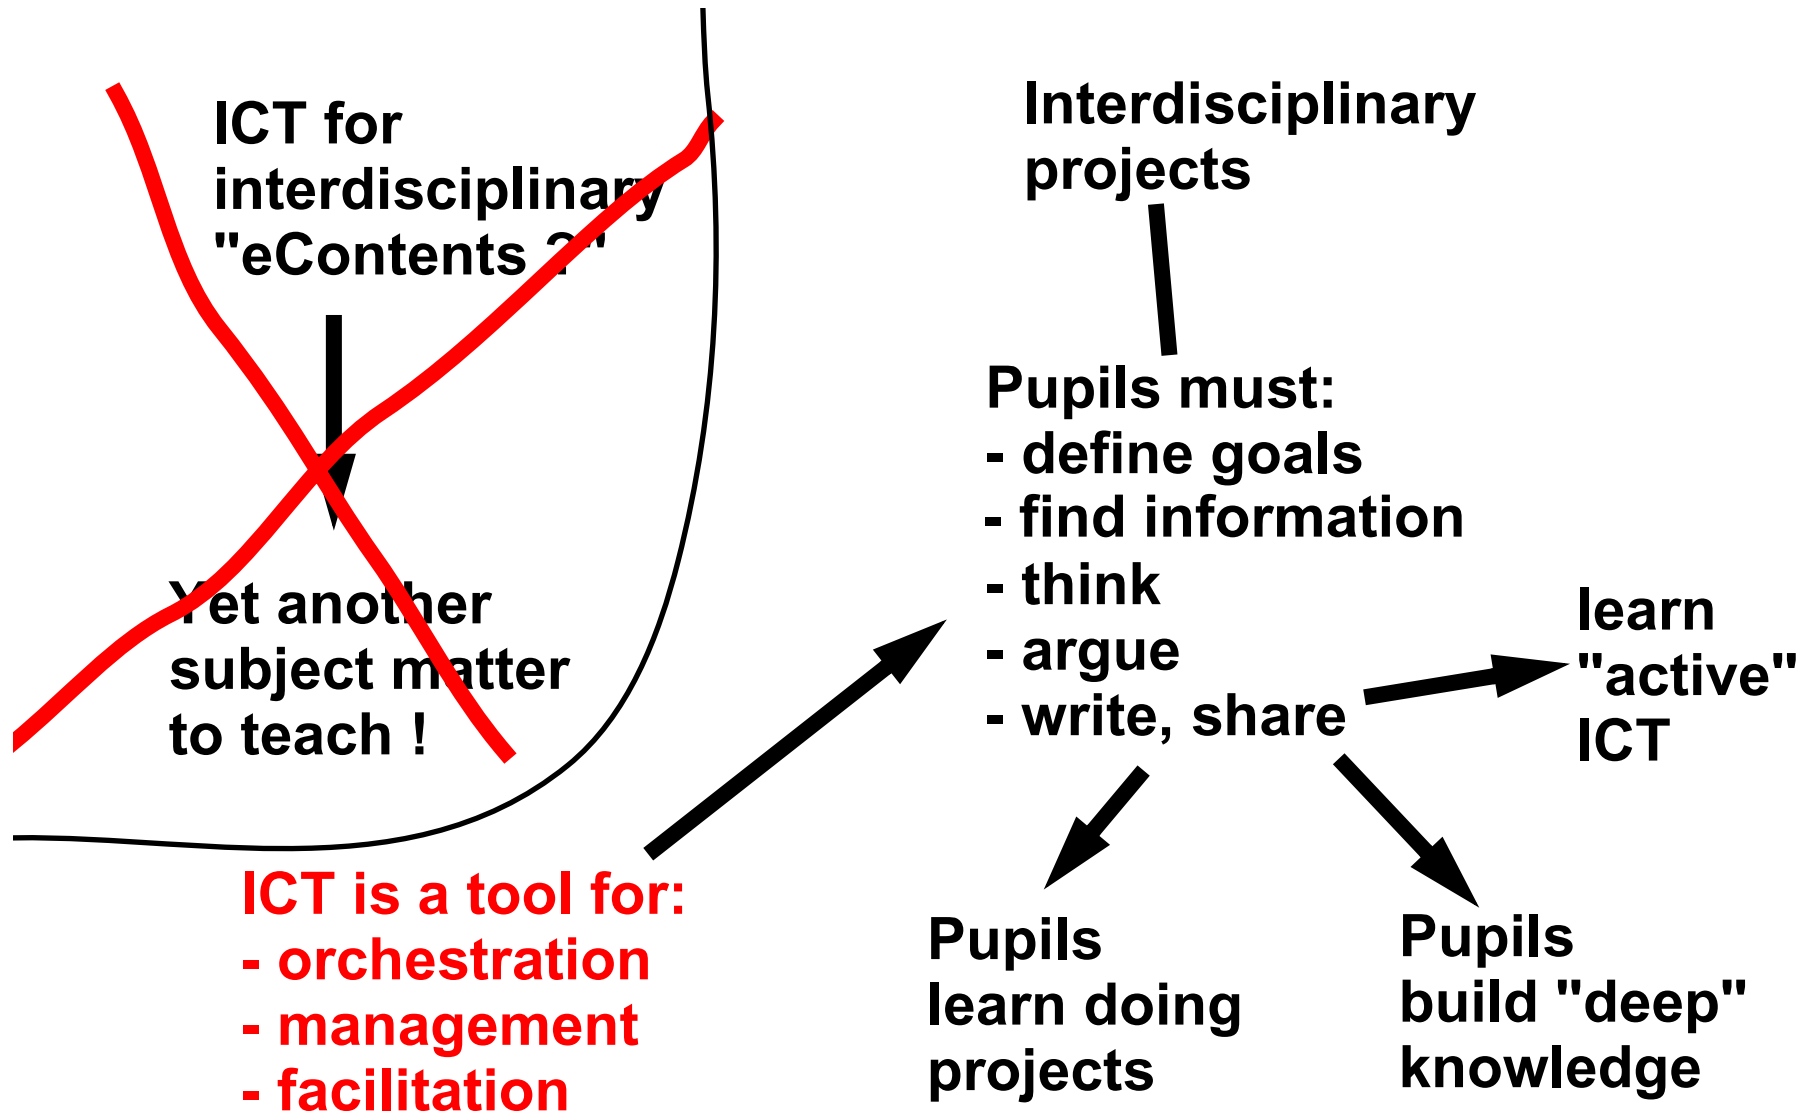 ICT for
interdisciplinary
"eContents ?"
Yet another
subject matter
to teach !
ICT is a tool for:
- orchestration
- management
- facilitation
Interdisciplinary
projects
Pupils must:
- define goals
- find information
- think
- argue
- write, share
learn
"active"
ICT
Pupils
learn doing
projects
Pupils
build "deep"
knowledge